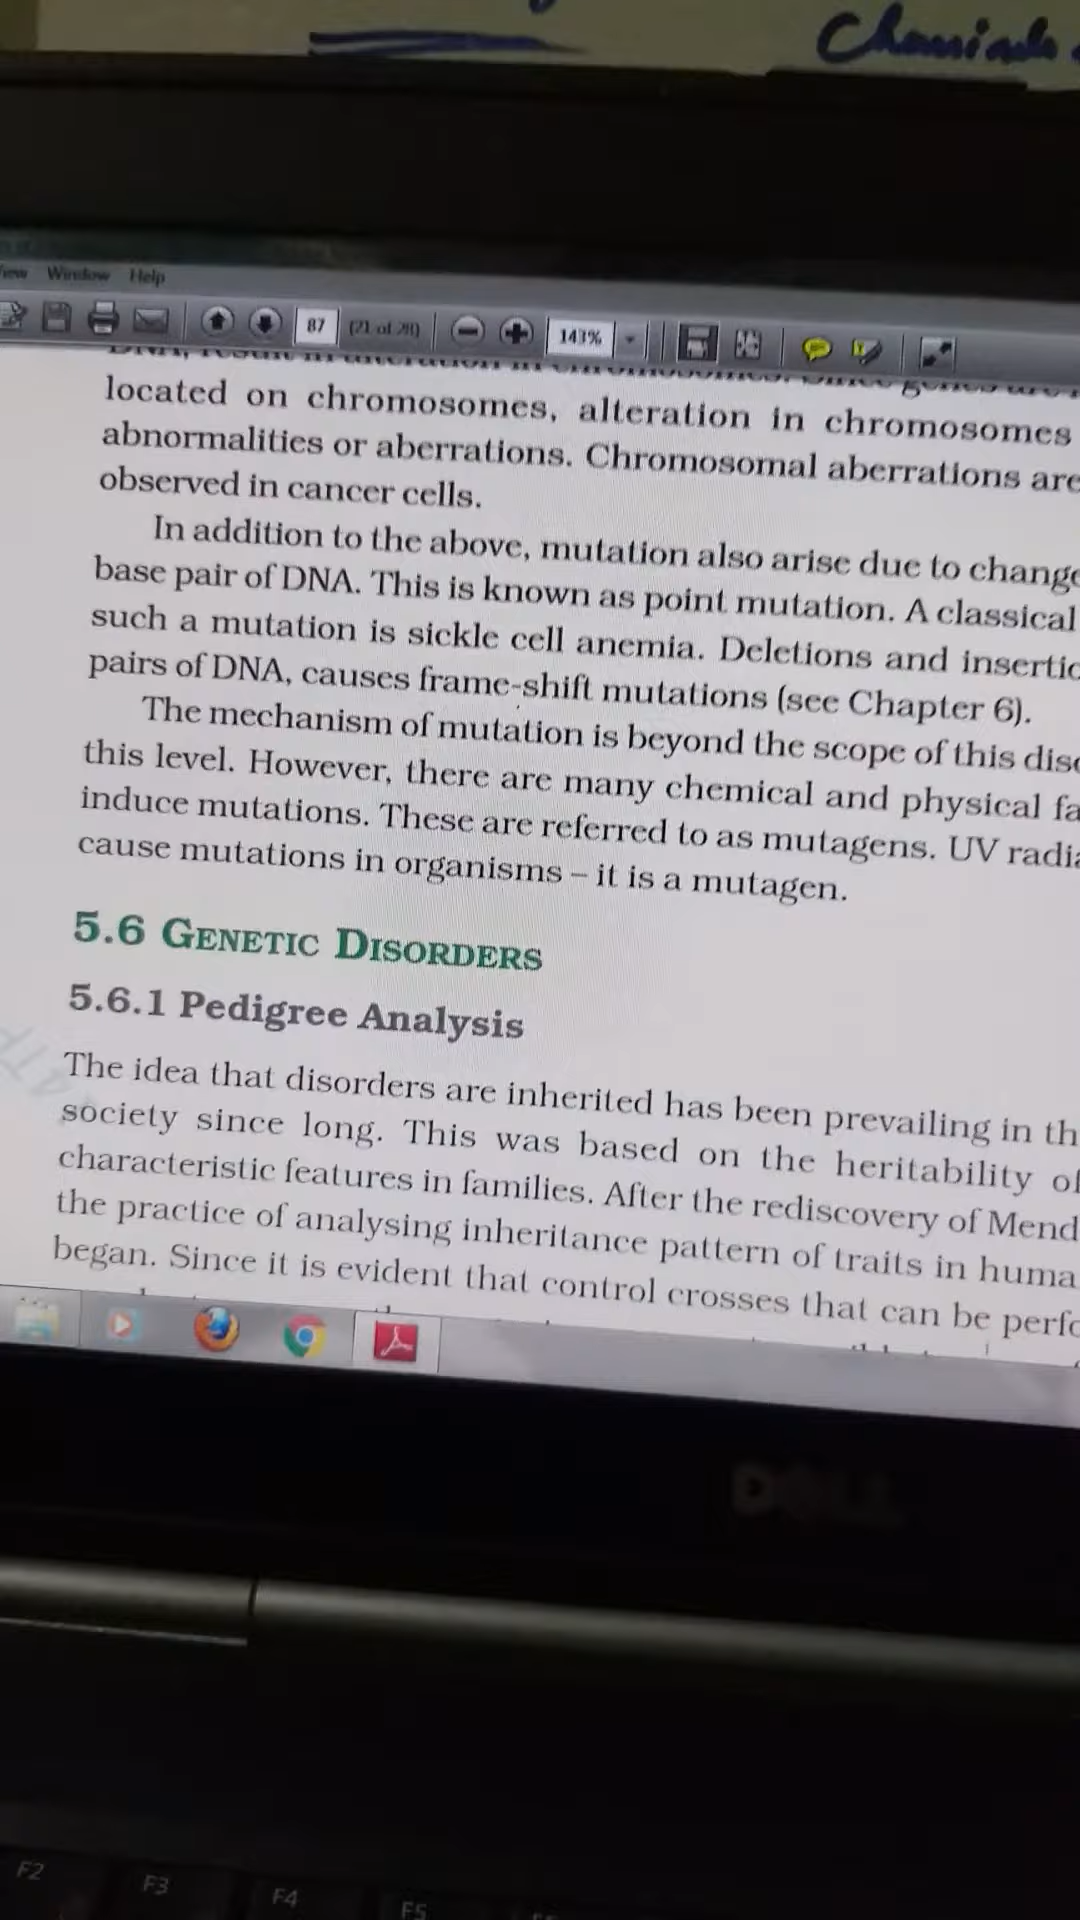 View Window Help
87 (21 of 28) 143%
located on chromosomes, alteration in chromosomes
abnormalities or aberrations. Chromosomal aberrations are
observed in cancer cells.
In addition to the above, mutation also arise due to change
base pair of DNA. This is known as point mutation. A classical
such a mutation is sickle cell anemia. Deletions and insertio
pairs of DNA, causes frame-shift mutations (see Chapter 6).
The mechanism of mutation is beyond the scope of this disc
this level. However, there are many chemical and physical fa
induce mutations. These are referred to as mutagens. UV radia
cause mutations in organisms – it is a mutagen.
5.6 GENETIC DISORDERS
5.6.1 Pedigree Analysis
The idea that disorders are inherited has been prevailing in th
society since long. This was based on the heritability of
characteristic features in families. After the rediscovery of Mend
the practice of analysing inheritance pattern of traits in huma
began. Since it is evident that control crosses that can be perfo
DELL
F2 F3 F4 F5